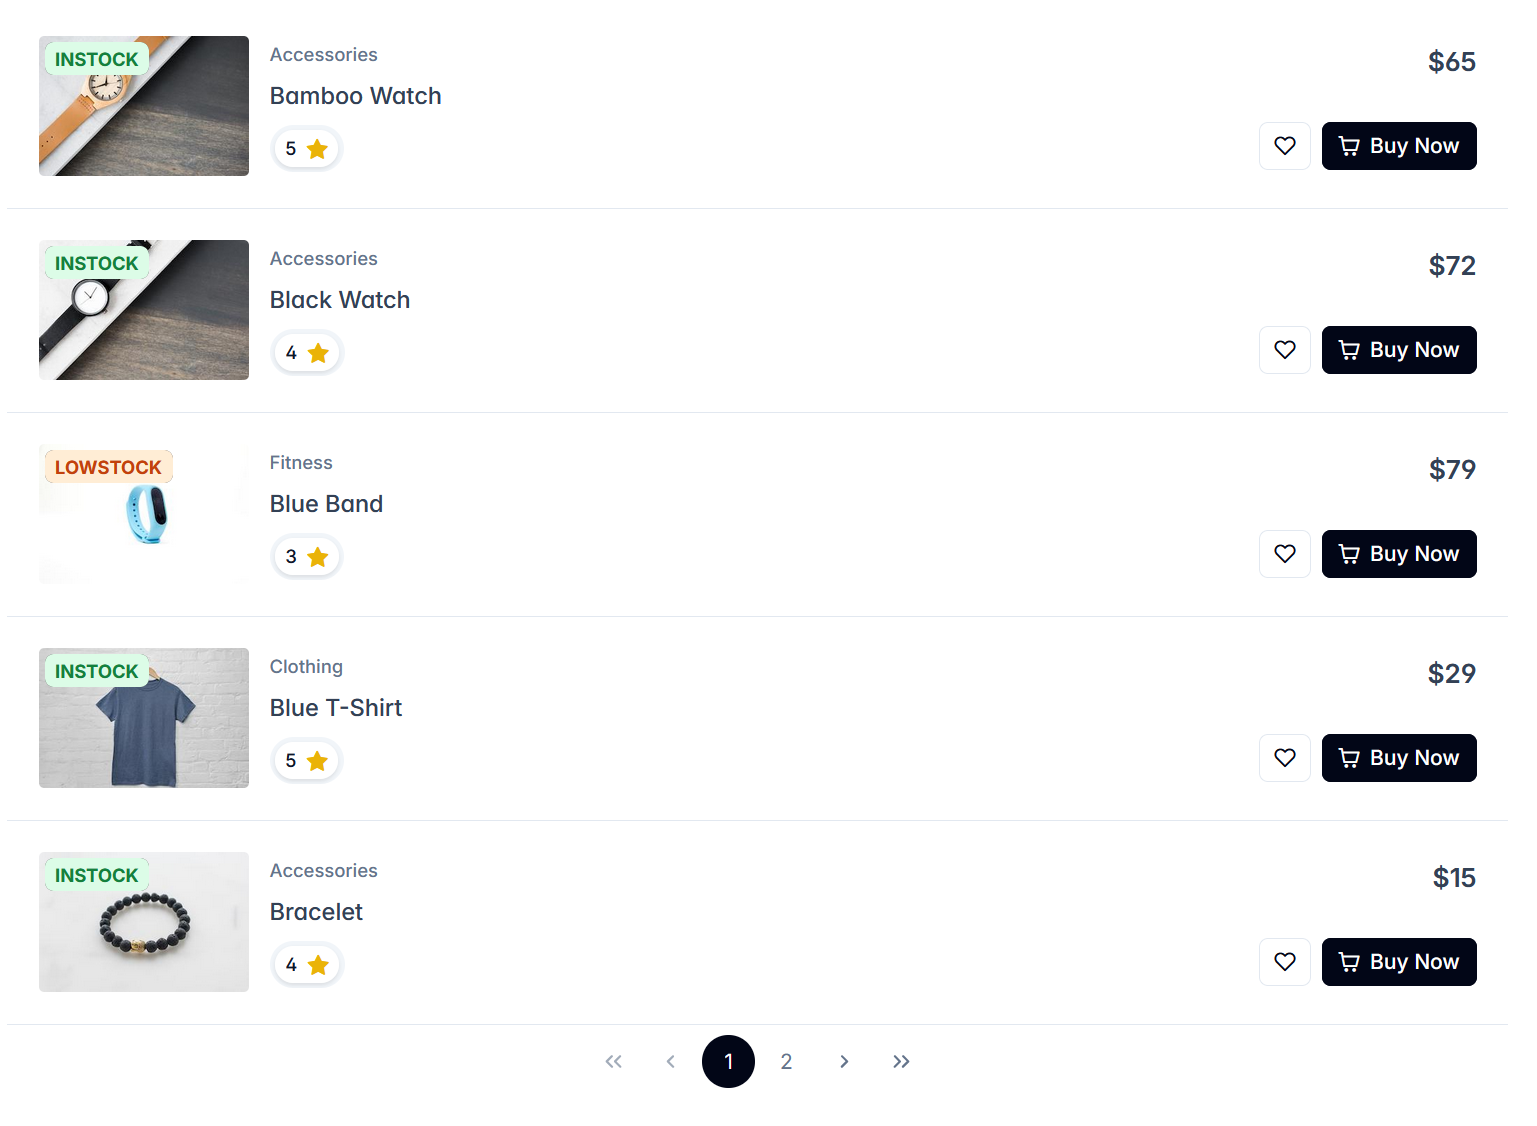 INSTOCK
Accessories
Bamboo Watch
5
$65
Buy Now
INSTOCK
Accessories
Black Watch
4
$72
Buy Now
LOWSTOCK
Fitness
Blue Band
3
$79
Buy Now
INSTOCK
Clothing
Blue T-Shirt
5
$29
Buy Now
INSTOCK
Accessories
Bracelet
4
$15
Buy Now
1 2